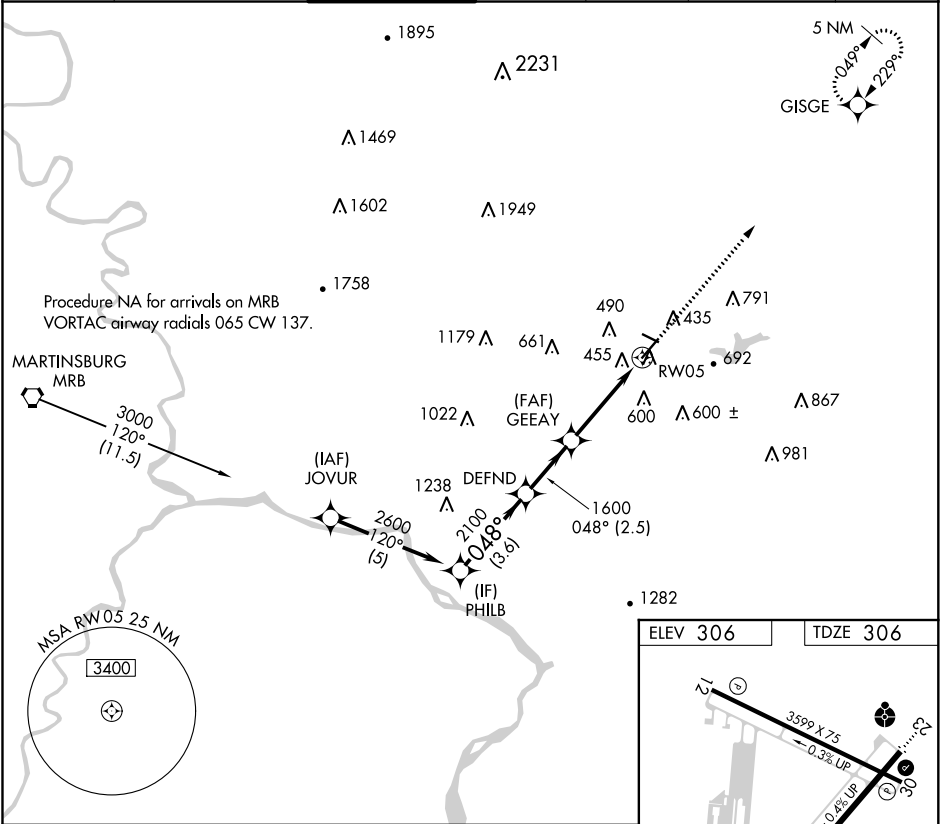 1895
2231
5 NM
049°
229°
GISGE
1469
1602
1949
1758
Procedure NA for arrivals on MRB
VORTAC airway radials 065 CW 137.
490
791
435
1179
661
455
RW05
692
MARTINSBURG
MRB
3000
120°
(11.5)
(FAF)
GEEAY
1022
600
600 ±
867
981
(IAF)
JOVUR
1238
DEFND
2600
120°
(5)
2100
048°
(3.6)
1600
048° (2.5)
(IF)
PHILB
1282
MSA RW05 25 NM
3400
ELEV 306
TDZE 306
12
P
3599 X 75
0.3% UP
23
P
P
30
0.4% UP